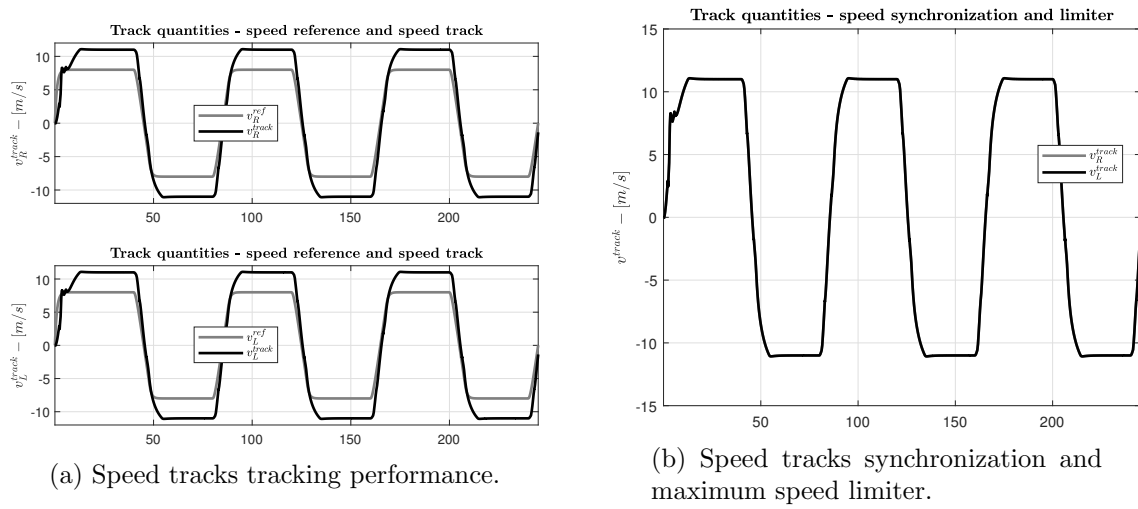 Track quantities - speed reference and speed track
10
5
0
-5
-10
v_R^track − [m/s]
v_R^ref
v_R^track
50
100
150
200
Track quantities - speed reference and speed track
10
5
0
-5
-10
v_L^track − [m/s]
v_L^ref
v_L^track
50
100
150
200
(a) Speed tracks tracking performance.
Track quantities - speed synchronization and limiter
15
10
5
0
-5
-10
-15
v^track − [m/s]
v_R^track
v_L^track
0
50
100
150
200
(b) Speed tracks synchronization and
maximum speed limiter.